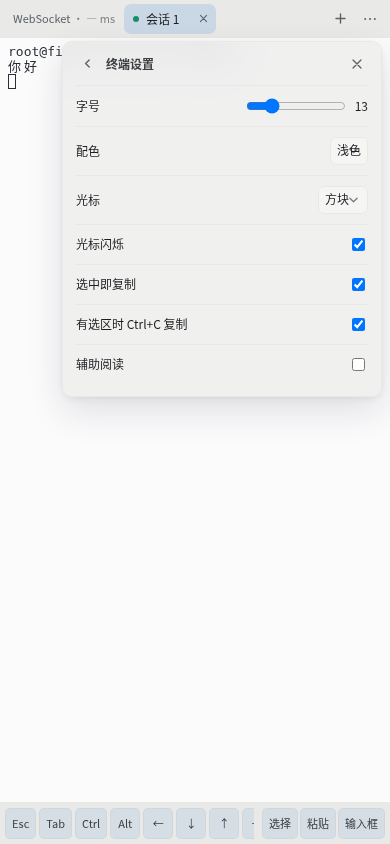 WebSocket · — ms 会话 1
root@fi
你 好
终端设置
字号 13
配色 浅色
光标 方块
光标闪烁
选中即复制
有选区时 Ctrl+C 复制
辅助阅读
Esc Tab Ctrl Alt ← ↓ ↑ 选择 粘贴 输入框